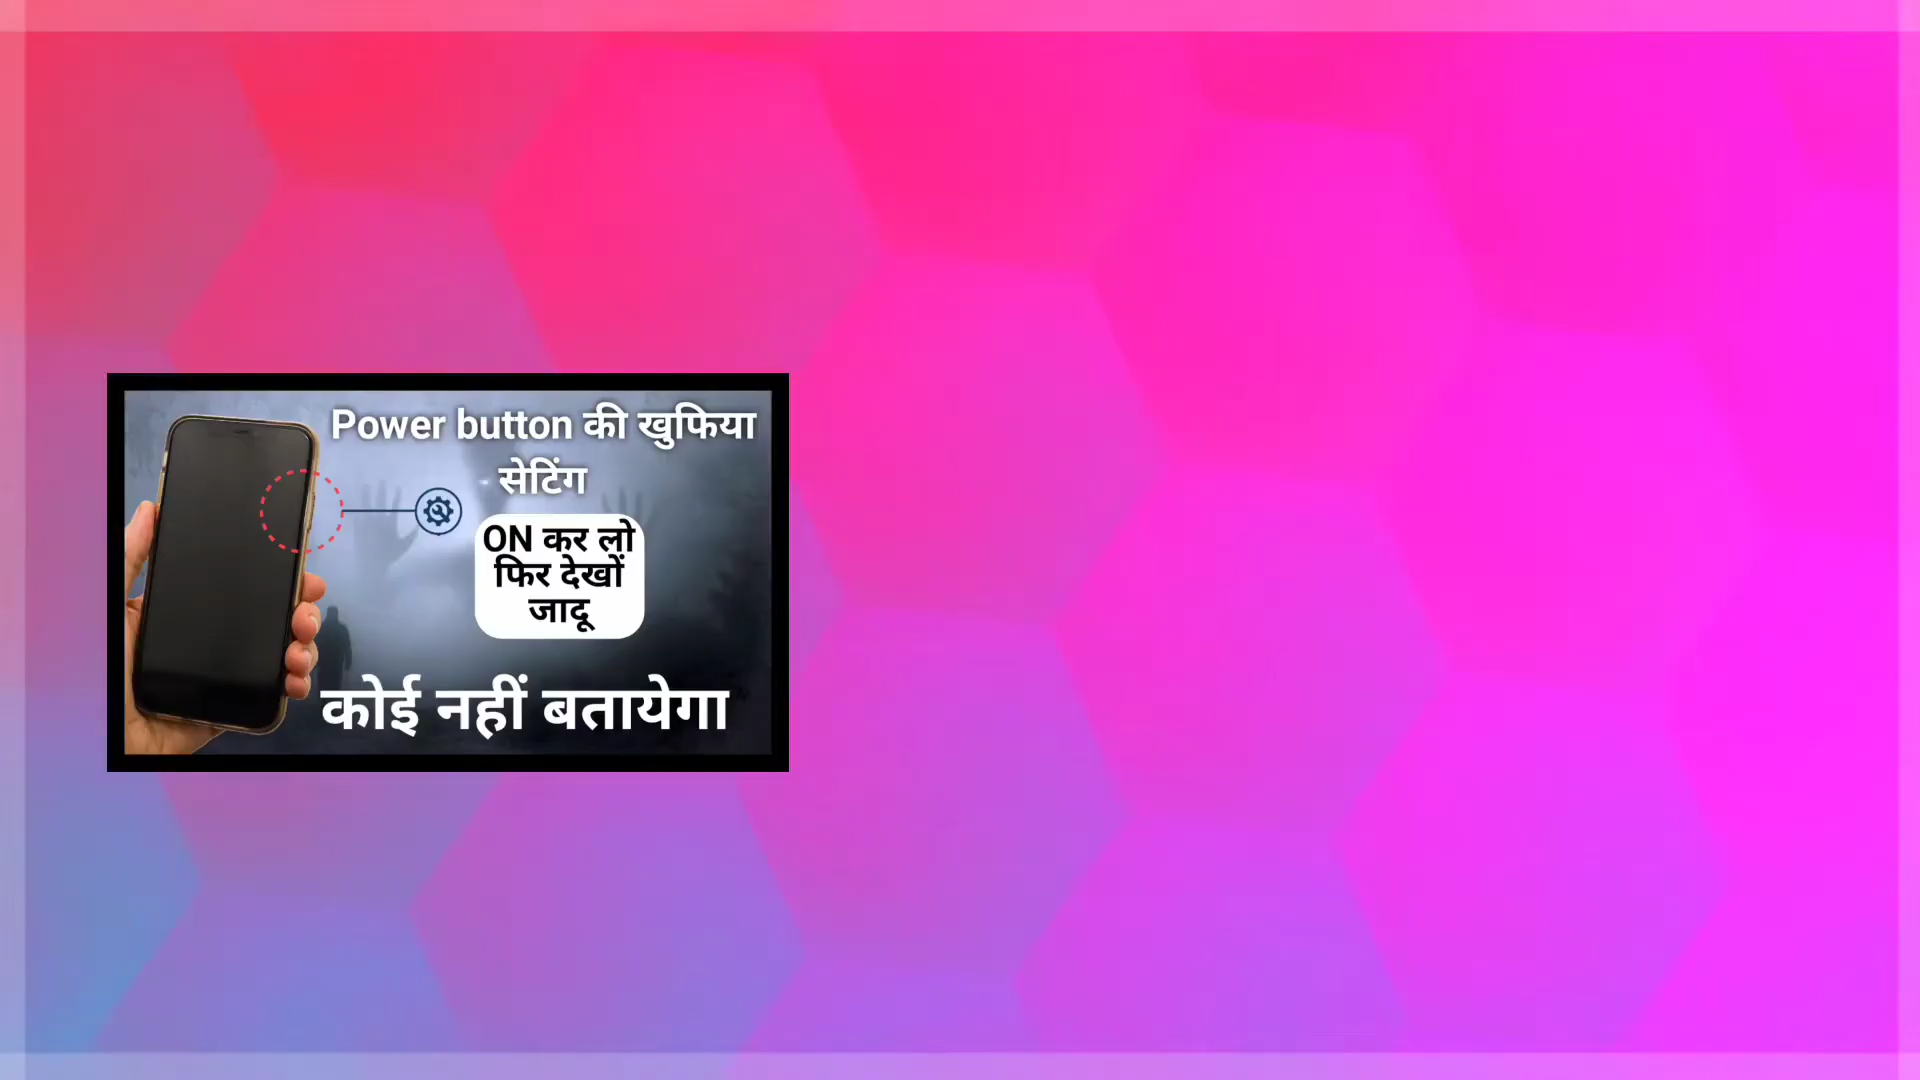 Power button की खुफिया
सेटिंग
ON कर लो
फिर देखों
जादू
कोई नहीं बतायेगा